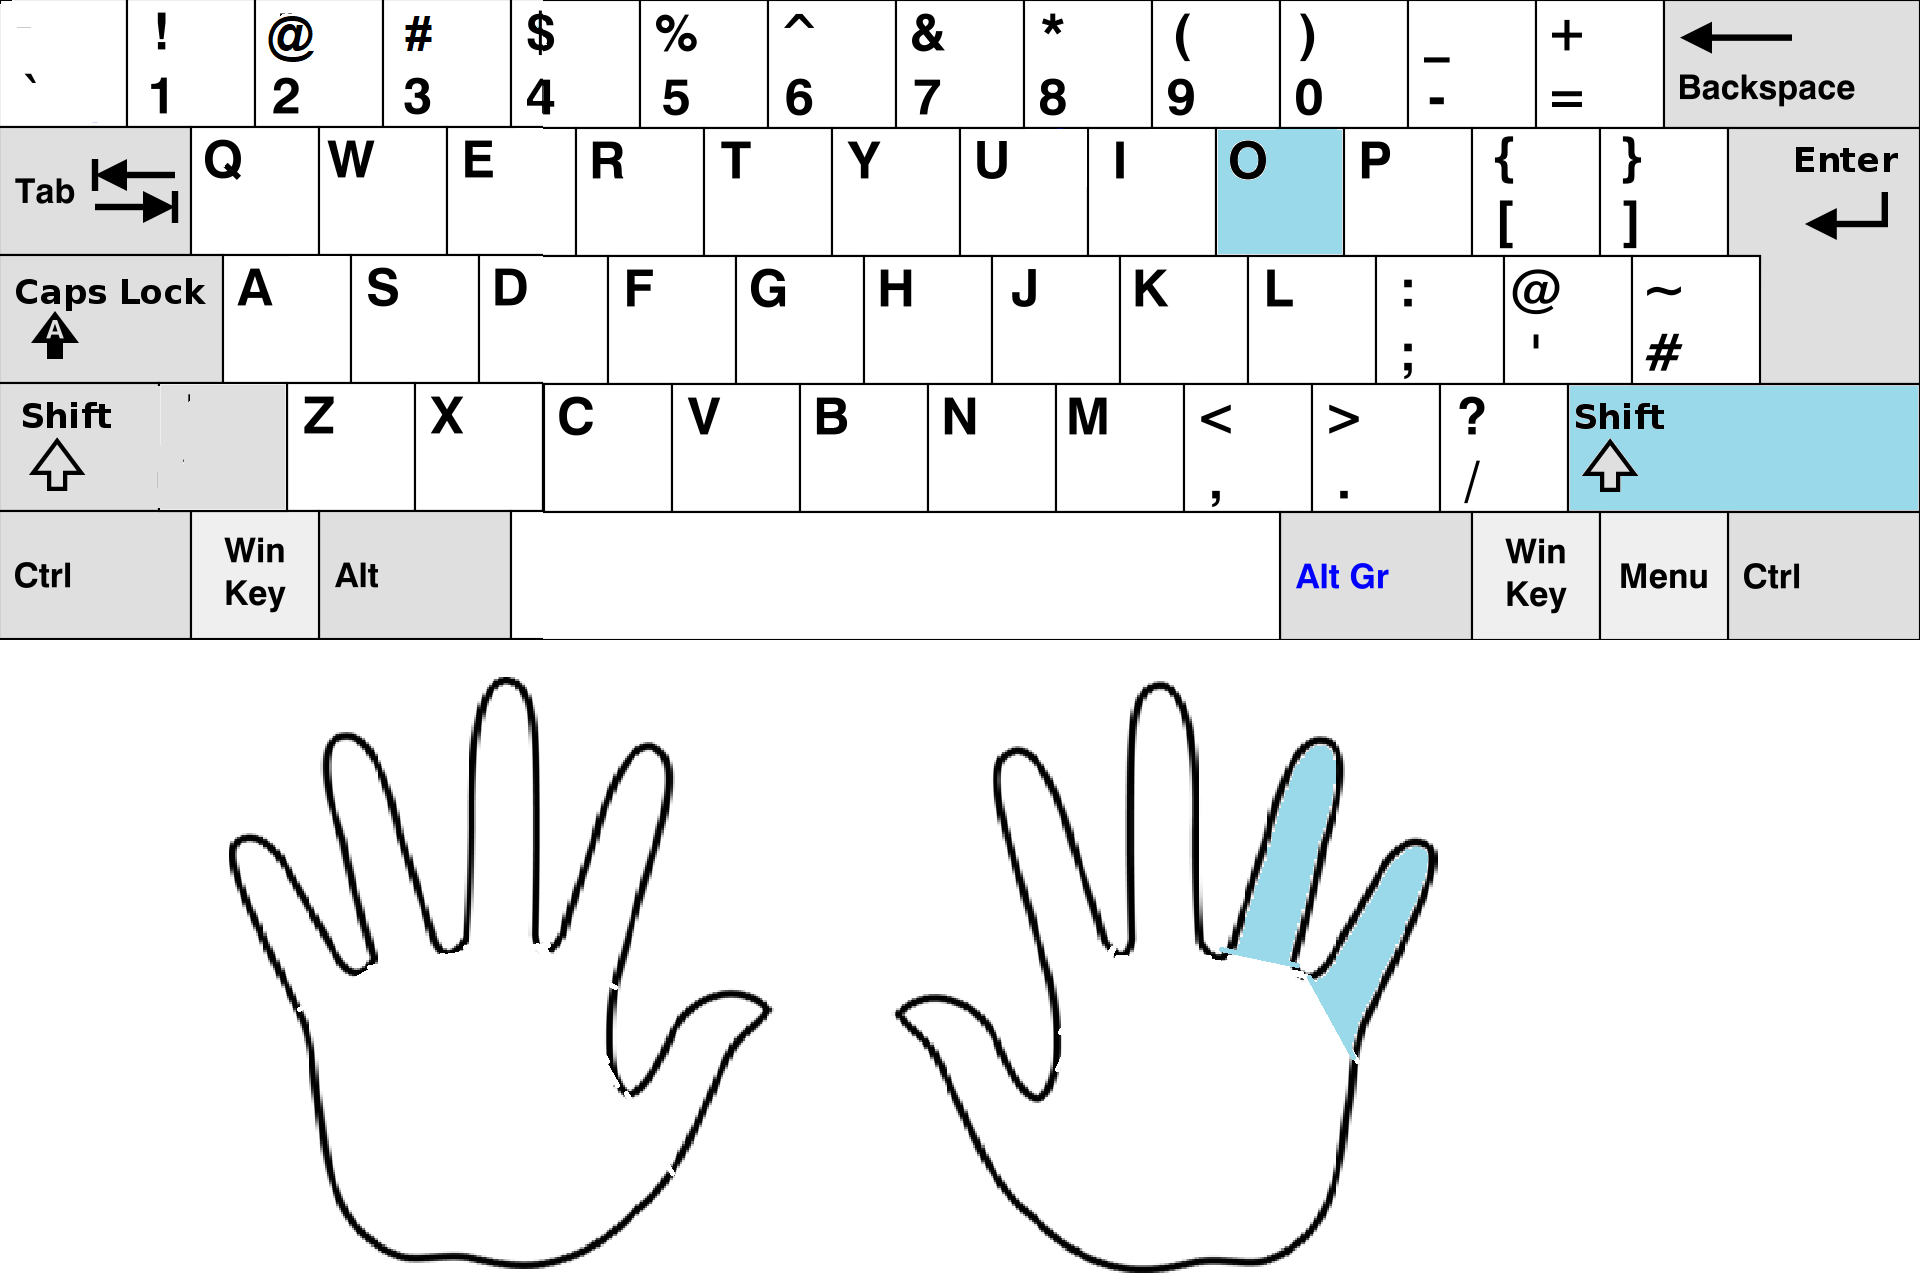 ! @ # $ % ^ & * ( ) _ +
` 1 2 3 4 5 6 7 8 9 0 - = Backspace
Tab Q W E R T Y U I O P { } Enter
[ ]
Caps Lock A S D F G H J K L : @ ~
A ; ' #
Shift Z X C V B N M < > ? Shift
, . /
Ctrl Win Key Alt Alt Gr Win Key Menu Ctrl